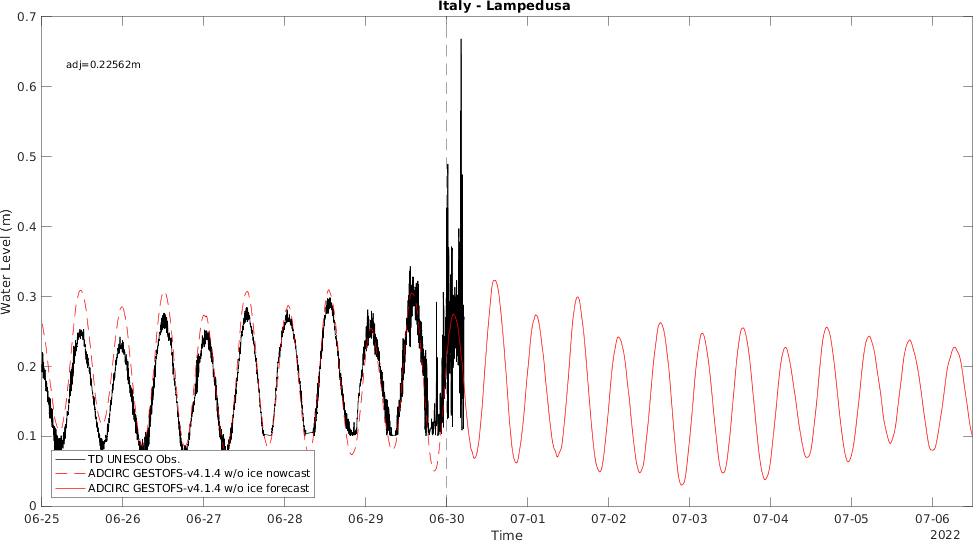 Italy - Lampedusa
0.7
adj=0.22562m
0.6
0.5
0.4
0.3
0.2
0.1
0
Water Level (m)
TD UNESCO Obs.
ADCIRC GESTOFS-v4.1.4 w/o ice nowcast
ADCIRC GESTOFS-v4.1.4 w/o ice forecast
06-25 06-26 06-27 06-28 06-29 06-30 07-01 07-02 07-03 07-04 07-05 07-06
2022
Time